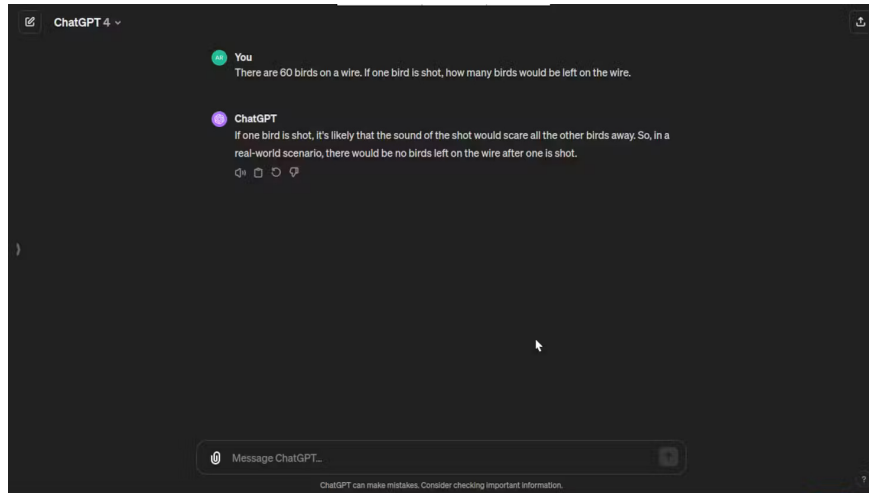 ChatGPT 4
You
There are 60 birds on a wire. If one bird is shot, how many birds would be left on the wire.
ChatGPT
If one bird is shot, it's likely that the sound of the shot would scare all the other birds away. So, in a
real-world scenario, there would be no birds left on the wire after one is shot.
Message ChatGPT...
ChatGPT can make mistakes. Consider checking important information.
?